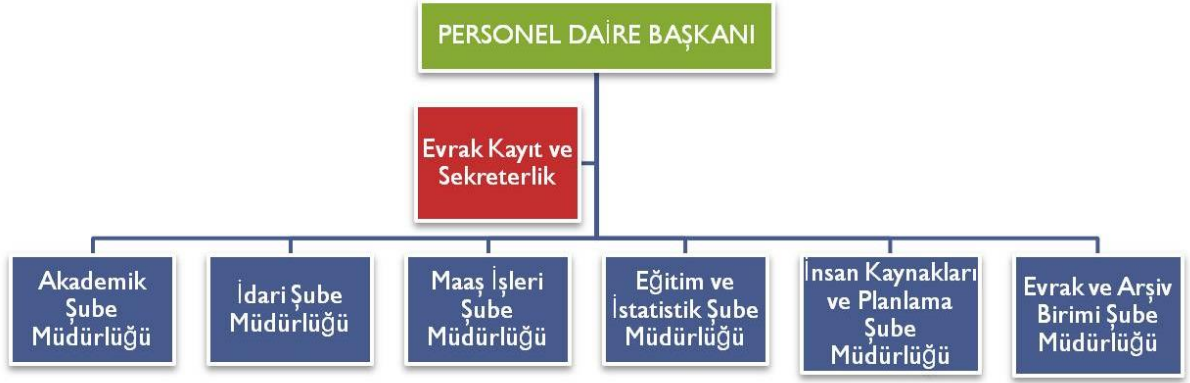 PERSONEL DAİRE BAŞKANI
Evrak Kayıt ve
Sekreterlik
Akademik
Şube
Müdürlüğü
İdari Şube
Müdürlüğü
Maaş İşleri
Şube
Müdürlüğü
Eğitim ve
İstatistik Şube
Müdürlüğü
İnsan Kaynakları
ve Planlama
Şube
Müdürlüğü
Evrak ve Arşiv
Birimi Şube
Müdürlüğü